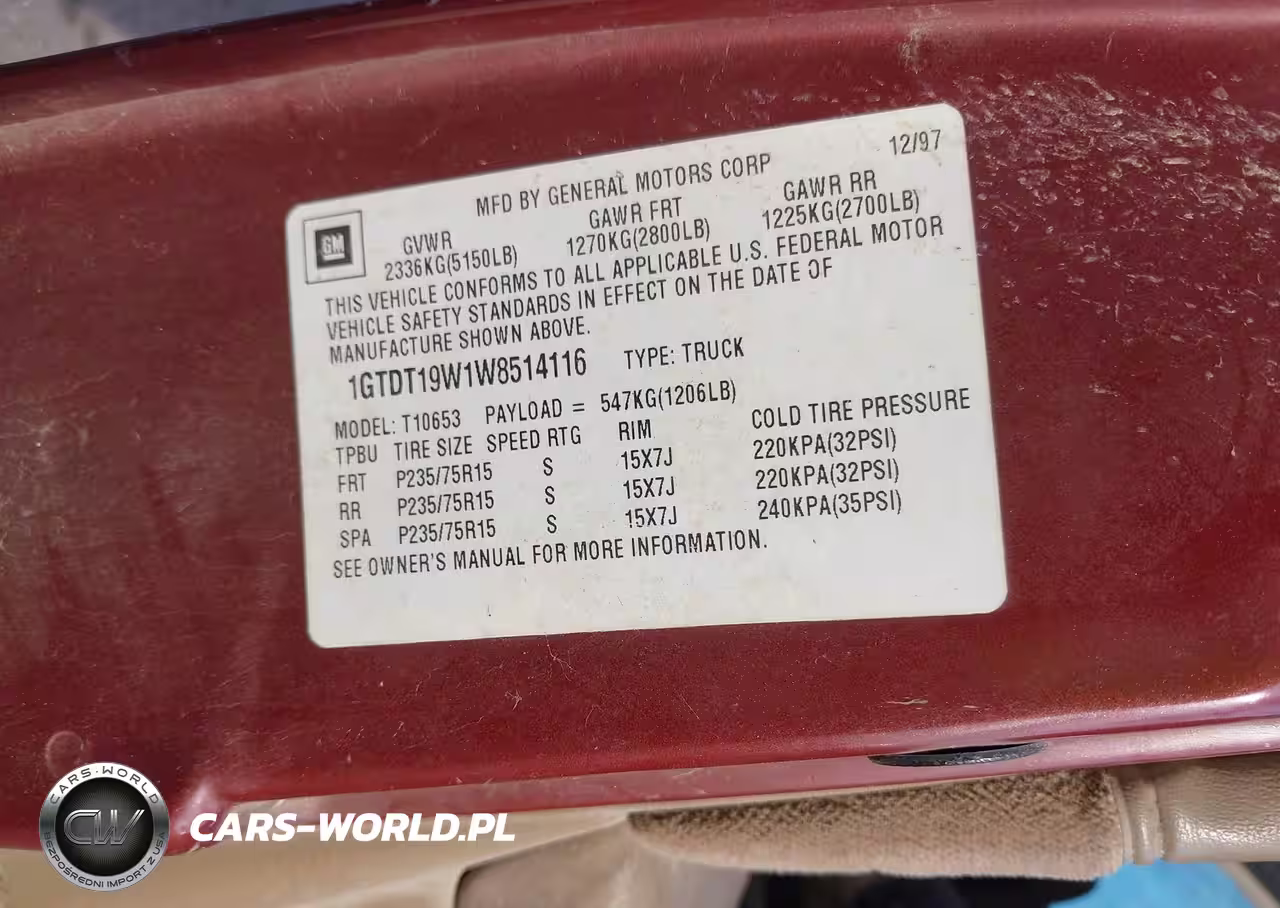 12/97
MFD BY GENERAL MOTORS CORP
GM
GVWR GAWR FRT GAWR RR
2336KG(5150LB) 1270KG(2800LB) 1225KG(2700LB)
THIS VEHICLE CONFORMS TO ALL APPLICABLE U.S. FEDERAL MOTOR
VEHICLE SAFETY STANDARDS IN EFFECT ON THE DATE OF
MANUFACTURE SHOWN ABOVE.
1GTDT19W1W8514116 TYPE: TRUCK
MODEL: T10653 PAYLOAD = 547KG(1206LB)
TPBU TIRE SIZE SPEED RTG RIM COLD TIRE PRESSURE
FRT P235/75R15 S 15X7J 220KPA(32PSI)
RR P235/75R15 S 15X7J 220KPA(32PSI)
SPA P235/75R15 S 15X7J 240KPA(35PSI)
SEE OWNER'S MANUAL FOR MORE INFORMATION.
CARS-WORLD
CW
BEZPOŚREDNI IMPORT Z USA
CARS-WORLD.PL